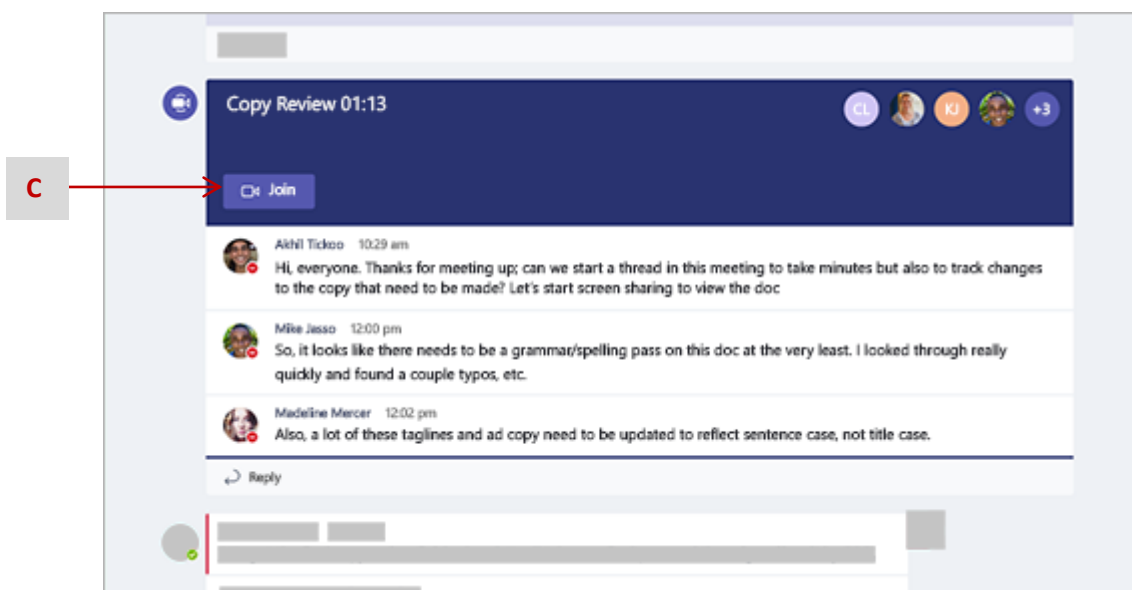 Copy Review 01:13
CL
KJ
+3
C
Join
Akhil Tickoo 10:29 am
Hi, everyone. Thanks for meeting up; can we start a thread in this meeting to take minutes but also to track changes
to the copy that need to be made? Let's start screen sharing to view the doc
Mike Jasso 12:00 pm
So, it looks like there needs to be a grammar/spelling pass on this doc at the very least. I looked through really
quickly and found a couple typos, etc.
Madeline Mercer 12:02 pm
Also, a lot of these taglines and ad copy need to be updated to reflect sentence case, not title case.
Reply